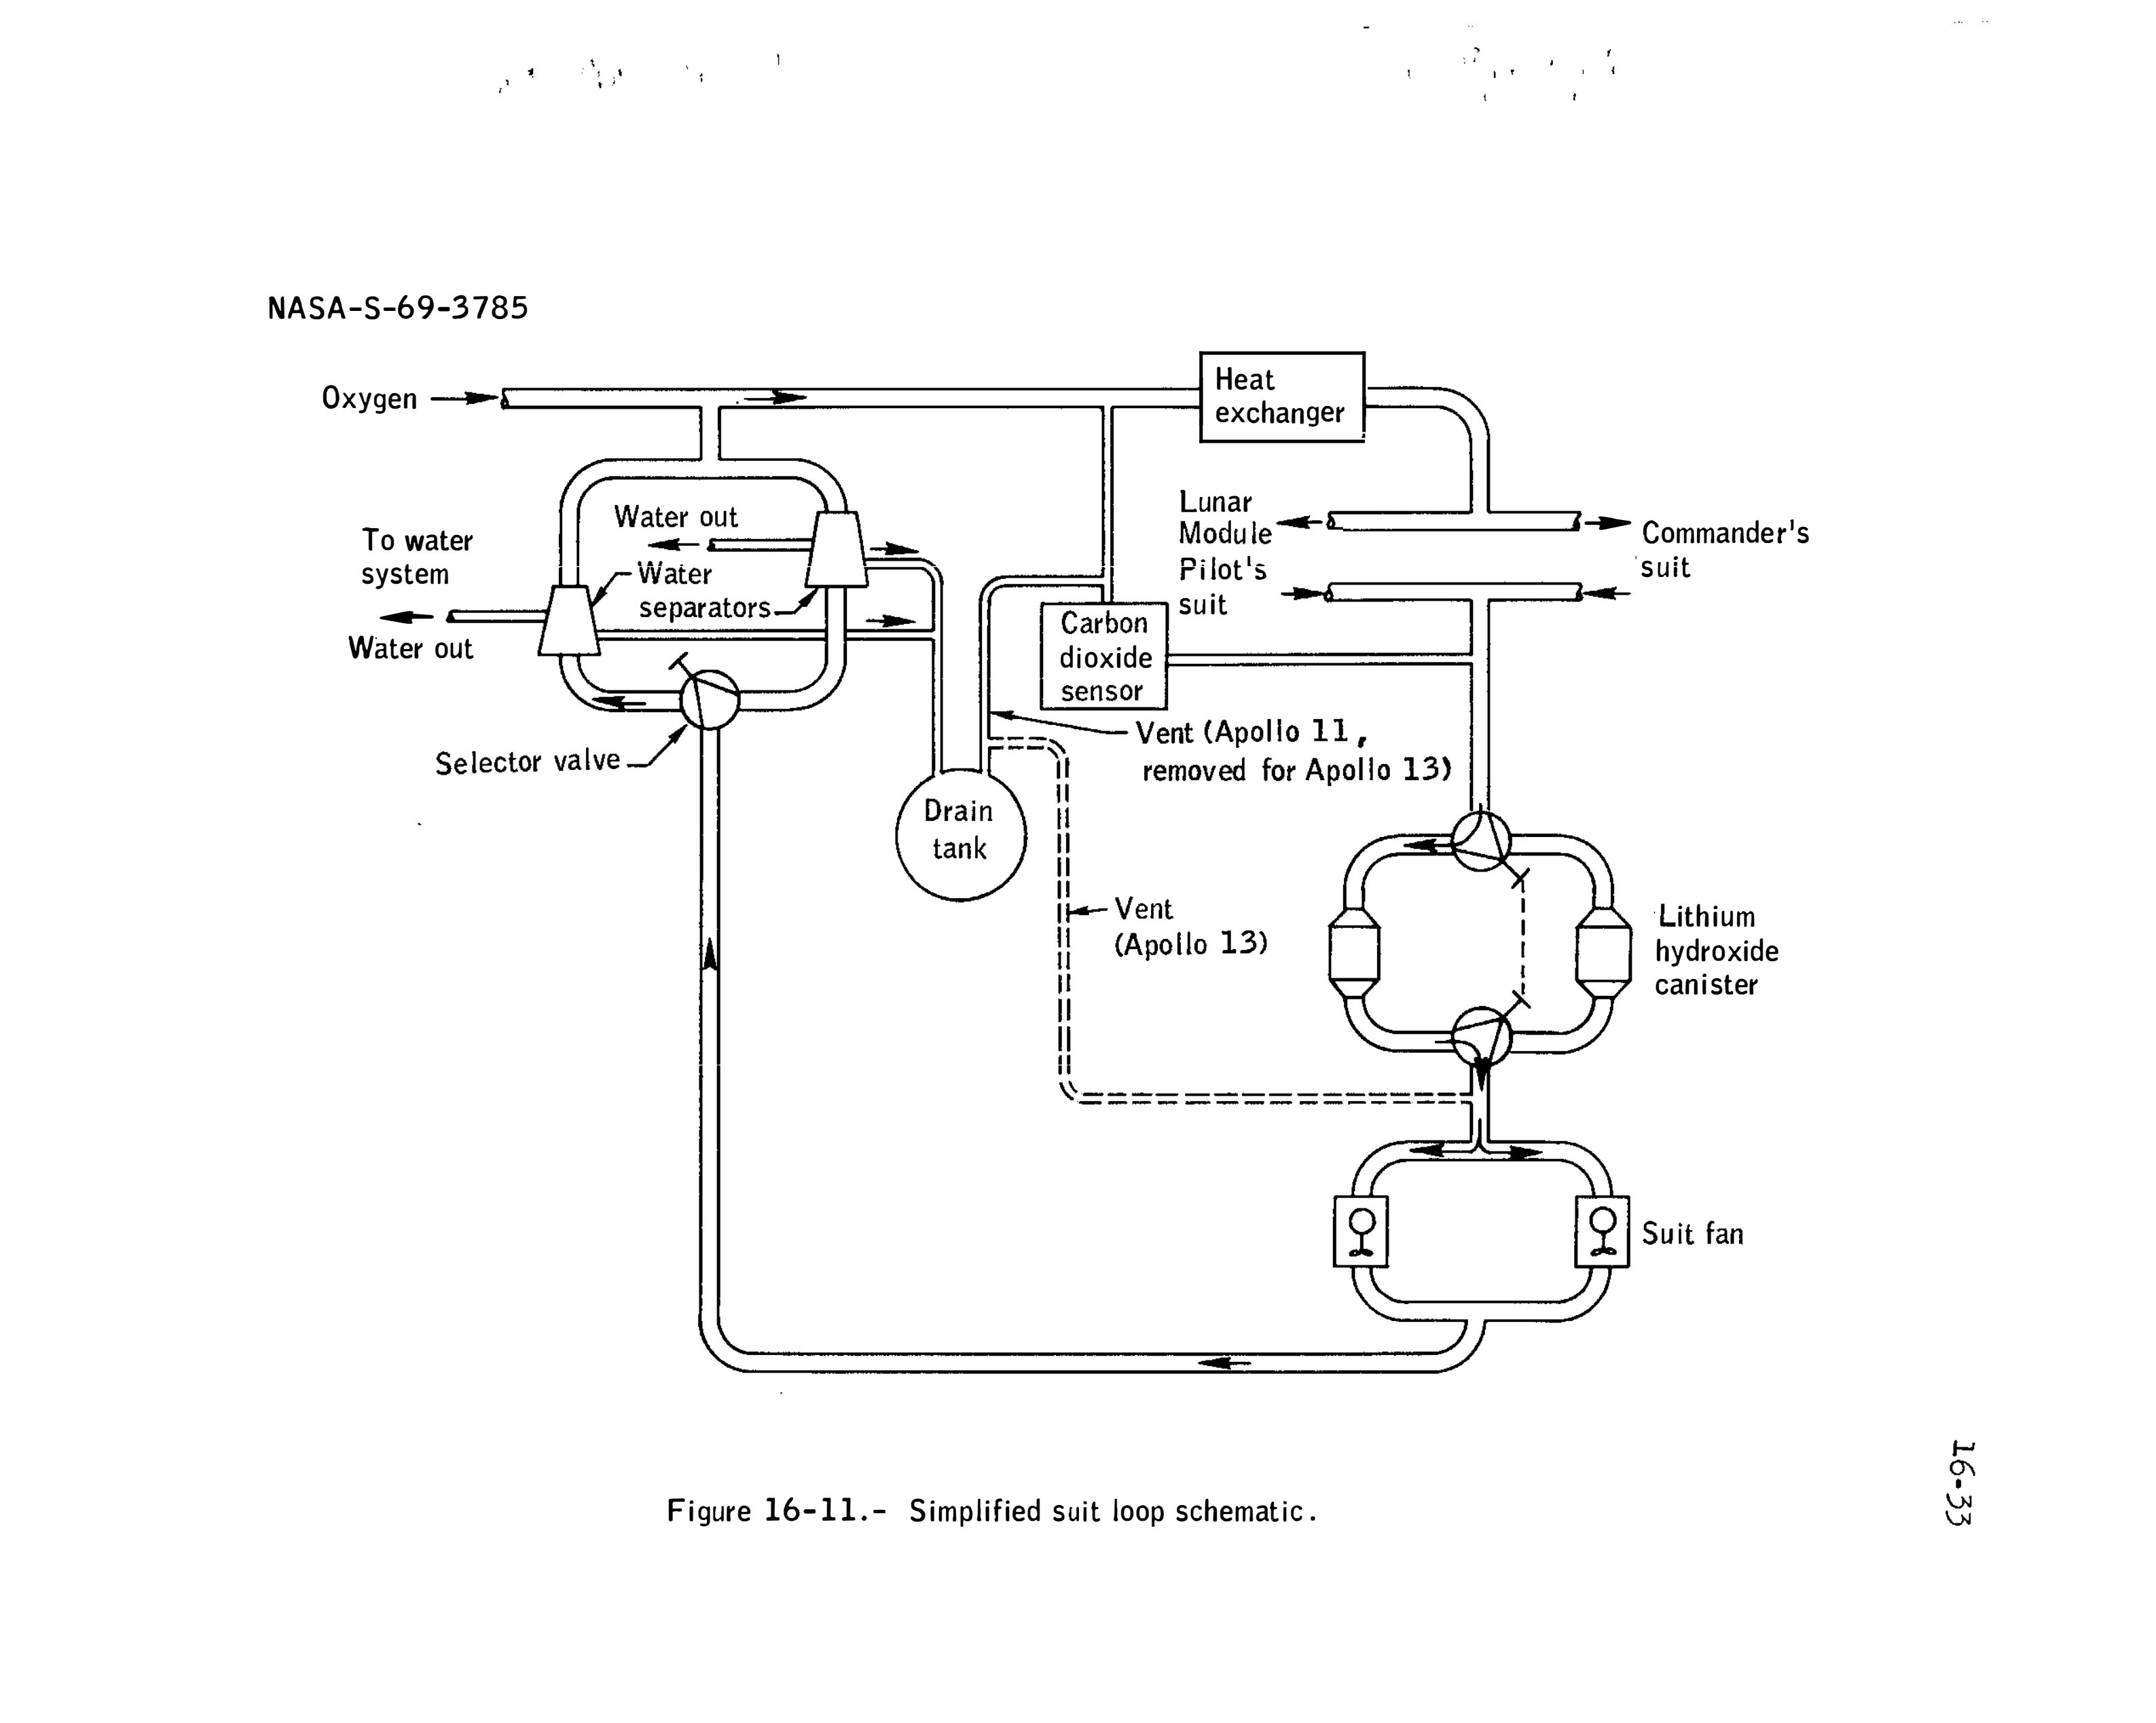 NASA-S-69-3785
Oxygen
Heat
exchanger
Lunar
Module
Pilot's
suit
Commander's
suit
To water
system
Water out
Water out
Water
separators
Carbon
dioxide
sensor
Selector valve
Vent (Apollo 11,
removed for Apollo 13)
Drain
tank
Vent
(Apollo 13)
Lithium
hydroxide
canister
Suit fan
Figure 16-11.- Simplified suit loop schematic.
16-33